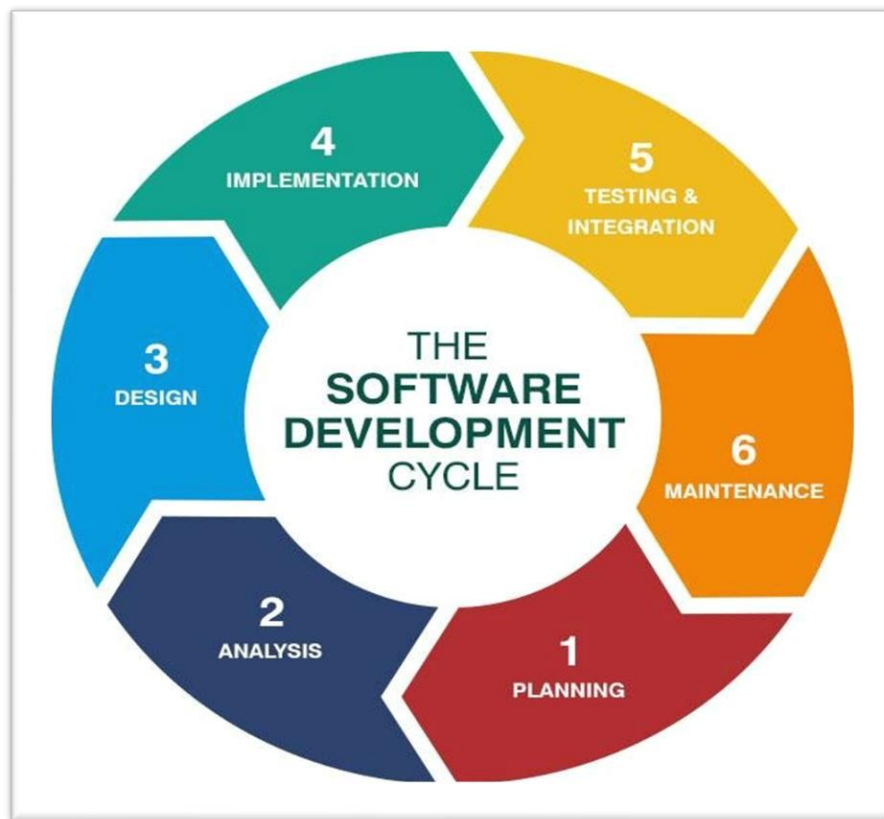 THE
SOFTWARE
DEVELOPMENT
CYCLE
1
PLANNING
2
ANALYSIS
3
DESIGN
4
IMPLEMENTATION
5
TESTING &
INTEGRATION
6
MAINTENANCE